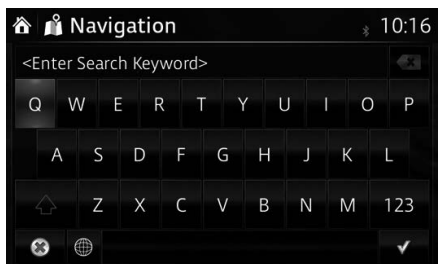 Navigation 10:16
<Enter Search Keyword>
Q W E R T Y U I O P
A S D F G H J K L
Z X C V B N M 123